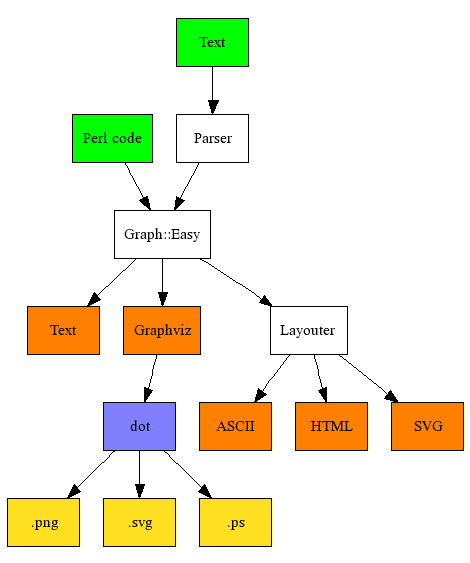 Text
Perl code
Parser
Graph::Easy
Text
Graphviz
Layouter
dot
ASCII
HTML
SVG
.png
.svg
.ps